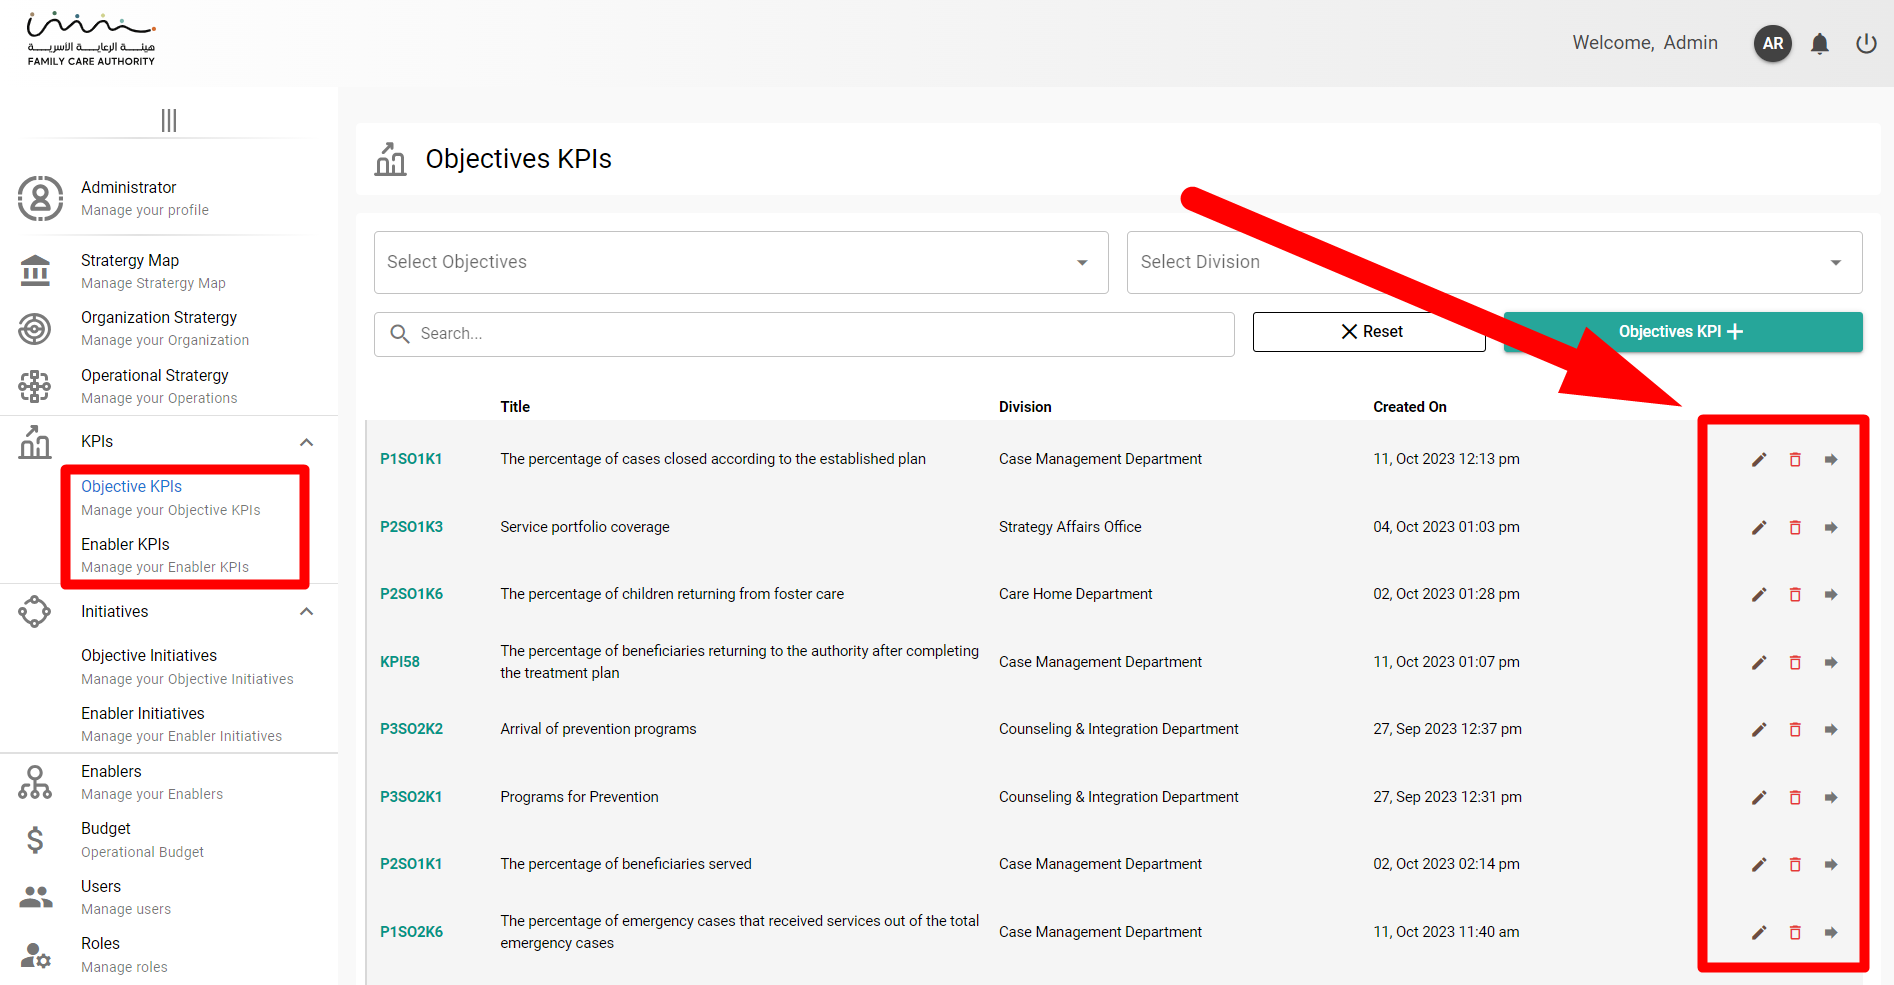 هيئة الرعاية الأسرية
FAMILY CARE AUTHORITY
Welcome, Admin
AR
Administrator
Manage your profile
Stratergy Map
Manage Stratergy Map
Organization Stratergy
Manage your Organization
Operational Stratergy
Manage your Operations
KPIs
Objective KPIs
Manage your Objective KPIs
Enabler KPIs
Manage your Enabler KPIs
Initiatives
Objective Initiatives
Manage your Objective Initiatives
Enabler Initiatives
Manage your Enabler Initiatives
Enablers
Manage your Enablers
Budget
Operational Budget
Users
Manage users
Roles
Manage roles
Objectives KPIs
Select Objectives
Select Division
Search...
Reset
Objectives KPI
Title Division Created On
P1SO1K1 The percentage of cases closed according to the established plan Case Management Department 11, Oct 2023 12:13 pm
P2SO1K3 Service portfolio coverage Strategy Affairs Office 04, Oct 2023 01:03 pm
P2SO1K6 The percentage of children returning from foster care Care Home Department 02, Oct 2023 01:28 pm
KPI58 The percentage of beneficiaries returning to the authority after completing
the treatment plan Case Management Department 11, Oct 2023 01:07 pm
P3SO2K2 Arrival of prevention programs Counseling & Integration Department 27, Sep 2023 12:37 pm
P3SO2K1 Programs for Prevention Counseling & Integration Department 27, Sep 2023 12:31 pm
P2SO1K1 The percentage of beneficiaries served Case Management Department 02, Oct 2023 02:14 pm
P1SO2K6 The percentage of emergency cases that received services out of the total
emergency cases Case Management Department 11, Oct 2023 11:40 am